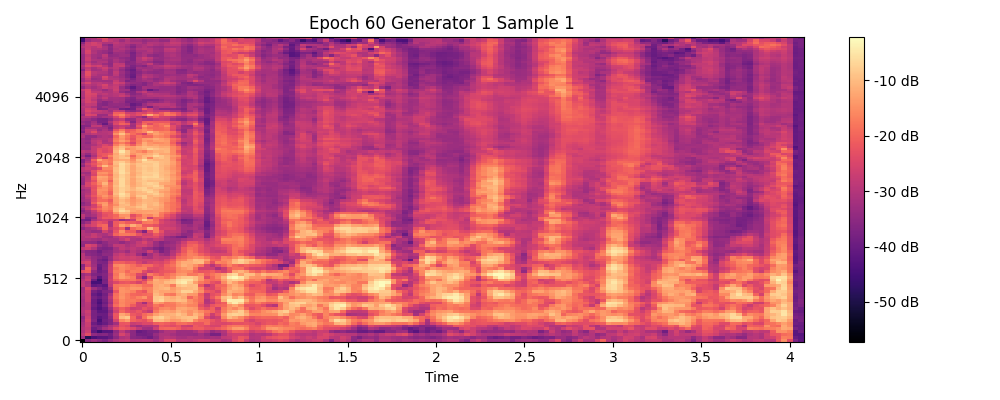 Epoch 60 Generator 1 Sample 1
Hz
4096
2048
1024
512
0
0 0.5 1 1.5 2 2.5 3 3.5 4
Time
-10 dB
-20 dB
-30 dB
-40 dB
-50 dB